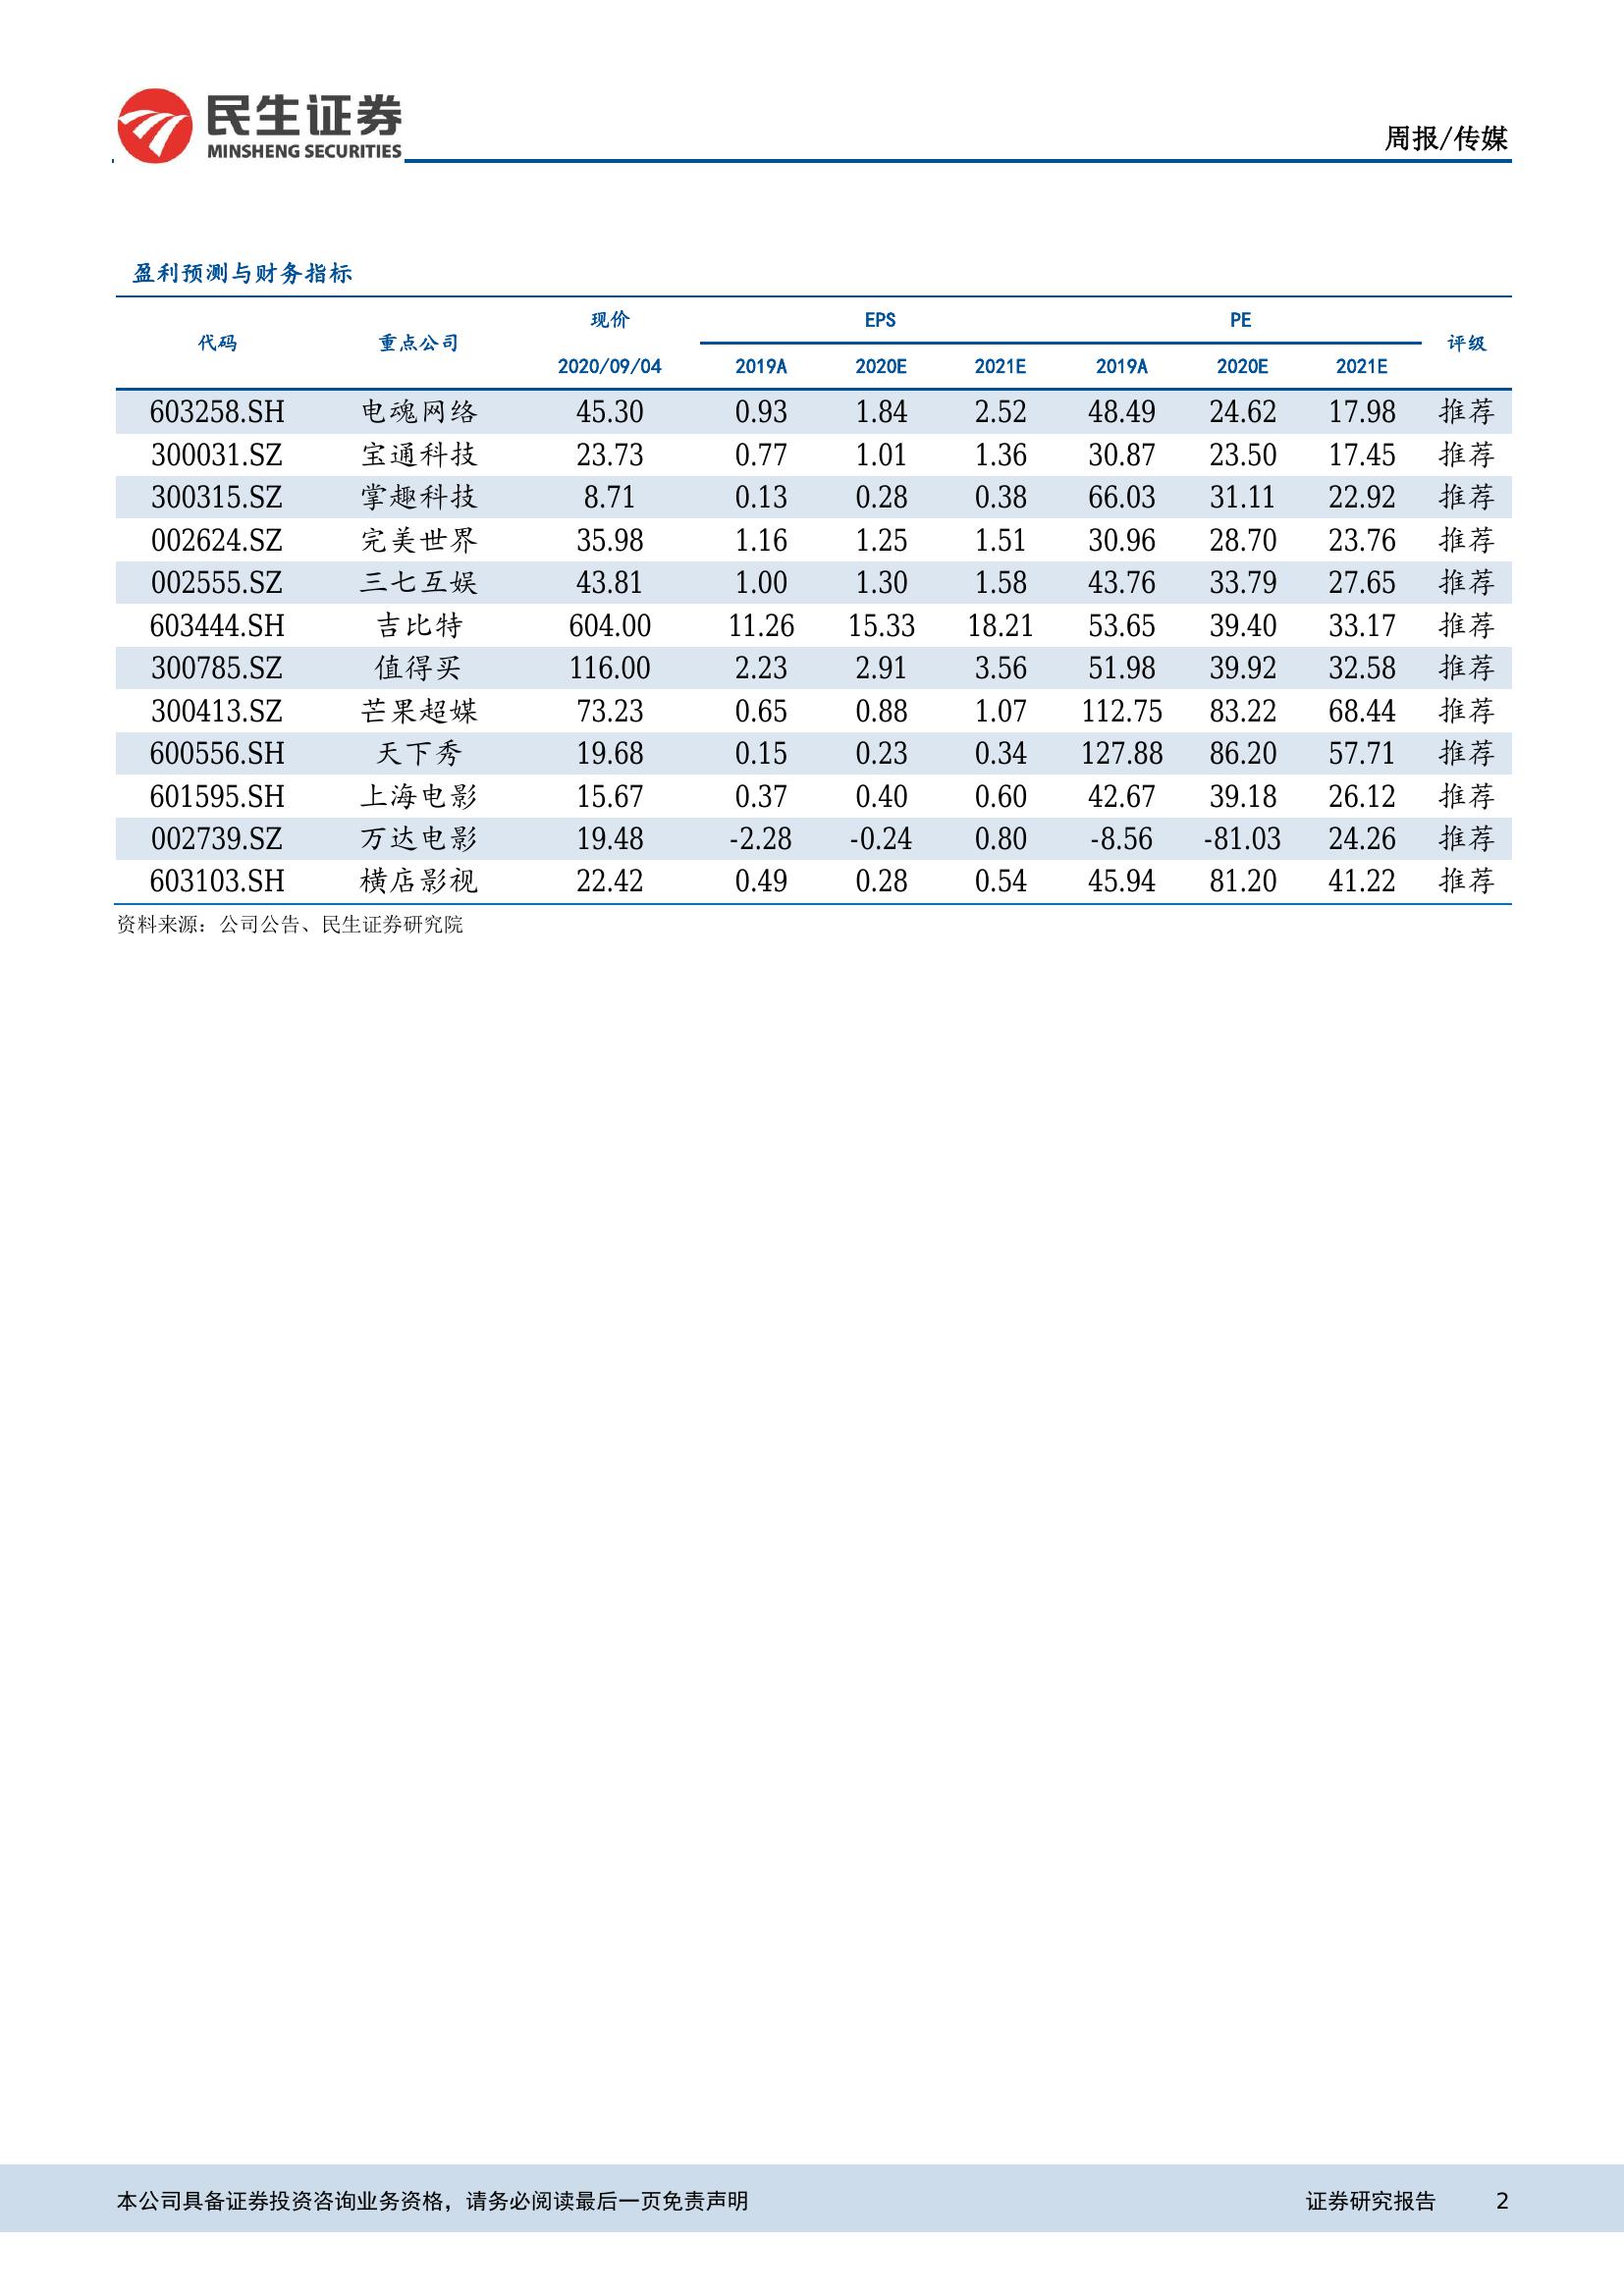 民生证券
MINSHENG SECURITIES
周报/传媒
盈利预测与财务指标
代码 重点公司 现价 EPS PE 评级
2020/09/04 2019A 2020E 2021E 2019A 2020E 2021E
603258.SH 电魂网络 45.30 0.93 1.84 2.52 48.49 24.62 17.98 推荐
300031.SZ 宝通科技 23.73 0.77 1.01 1.36 30.87 23.50 17.45 推荐
300315.SZ 掌趣科技 8.71 0.13 0.28 0.38 66.03 31.11 22.92 推荐
002624.SZ 完美世界 35.98 1.16 1.25 1.51 30.96 28.70 23.76 推荐
002555.SZ 三七互娱 43.81 1.00 1.30 1.58 43.76 33.79 27.65 推荐
603444.SH 吉比特 604.00 11.26 15.33 18.21 53.65 39.40 33.17 推荐
300785.SZ 值得买 116.00 2.23 2.91 3.56 51.98 39.92 32.58 推荐
300413.SZ 芒果超媒 73.23 0.65 0.88 1.07 112.75 83.22 68.44 推荐
600556.SH 天下秀 19.68 0.15 0.23 0.34 127.88 86.20 57.71 推荐
601595.SH 上海电影 15.67 0.37 0.40 0.60 42.67 39.18 26.12 推荐
002739.SZ 万达电影 19.48 -2.28 -0.24 0.80 -8.56 -81.03 24.26 推荐
603103.SH 横店影视 22.42 0.49 0.28 0.54 45.94 81.20 41.22 推荐
资料来源：公司公告、民生证券研究院
本公司具备证券投资咨询业务资格，请务必阅读最后一页免责声明 证券研究报告 2